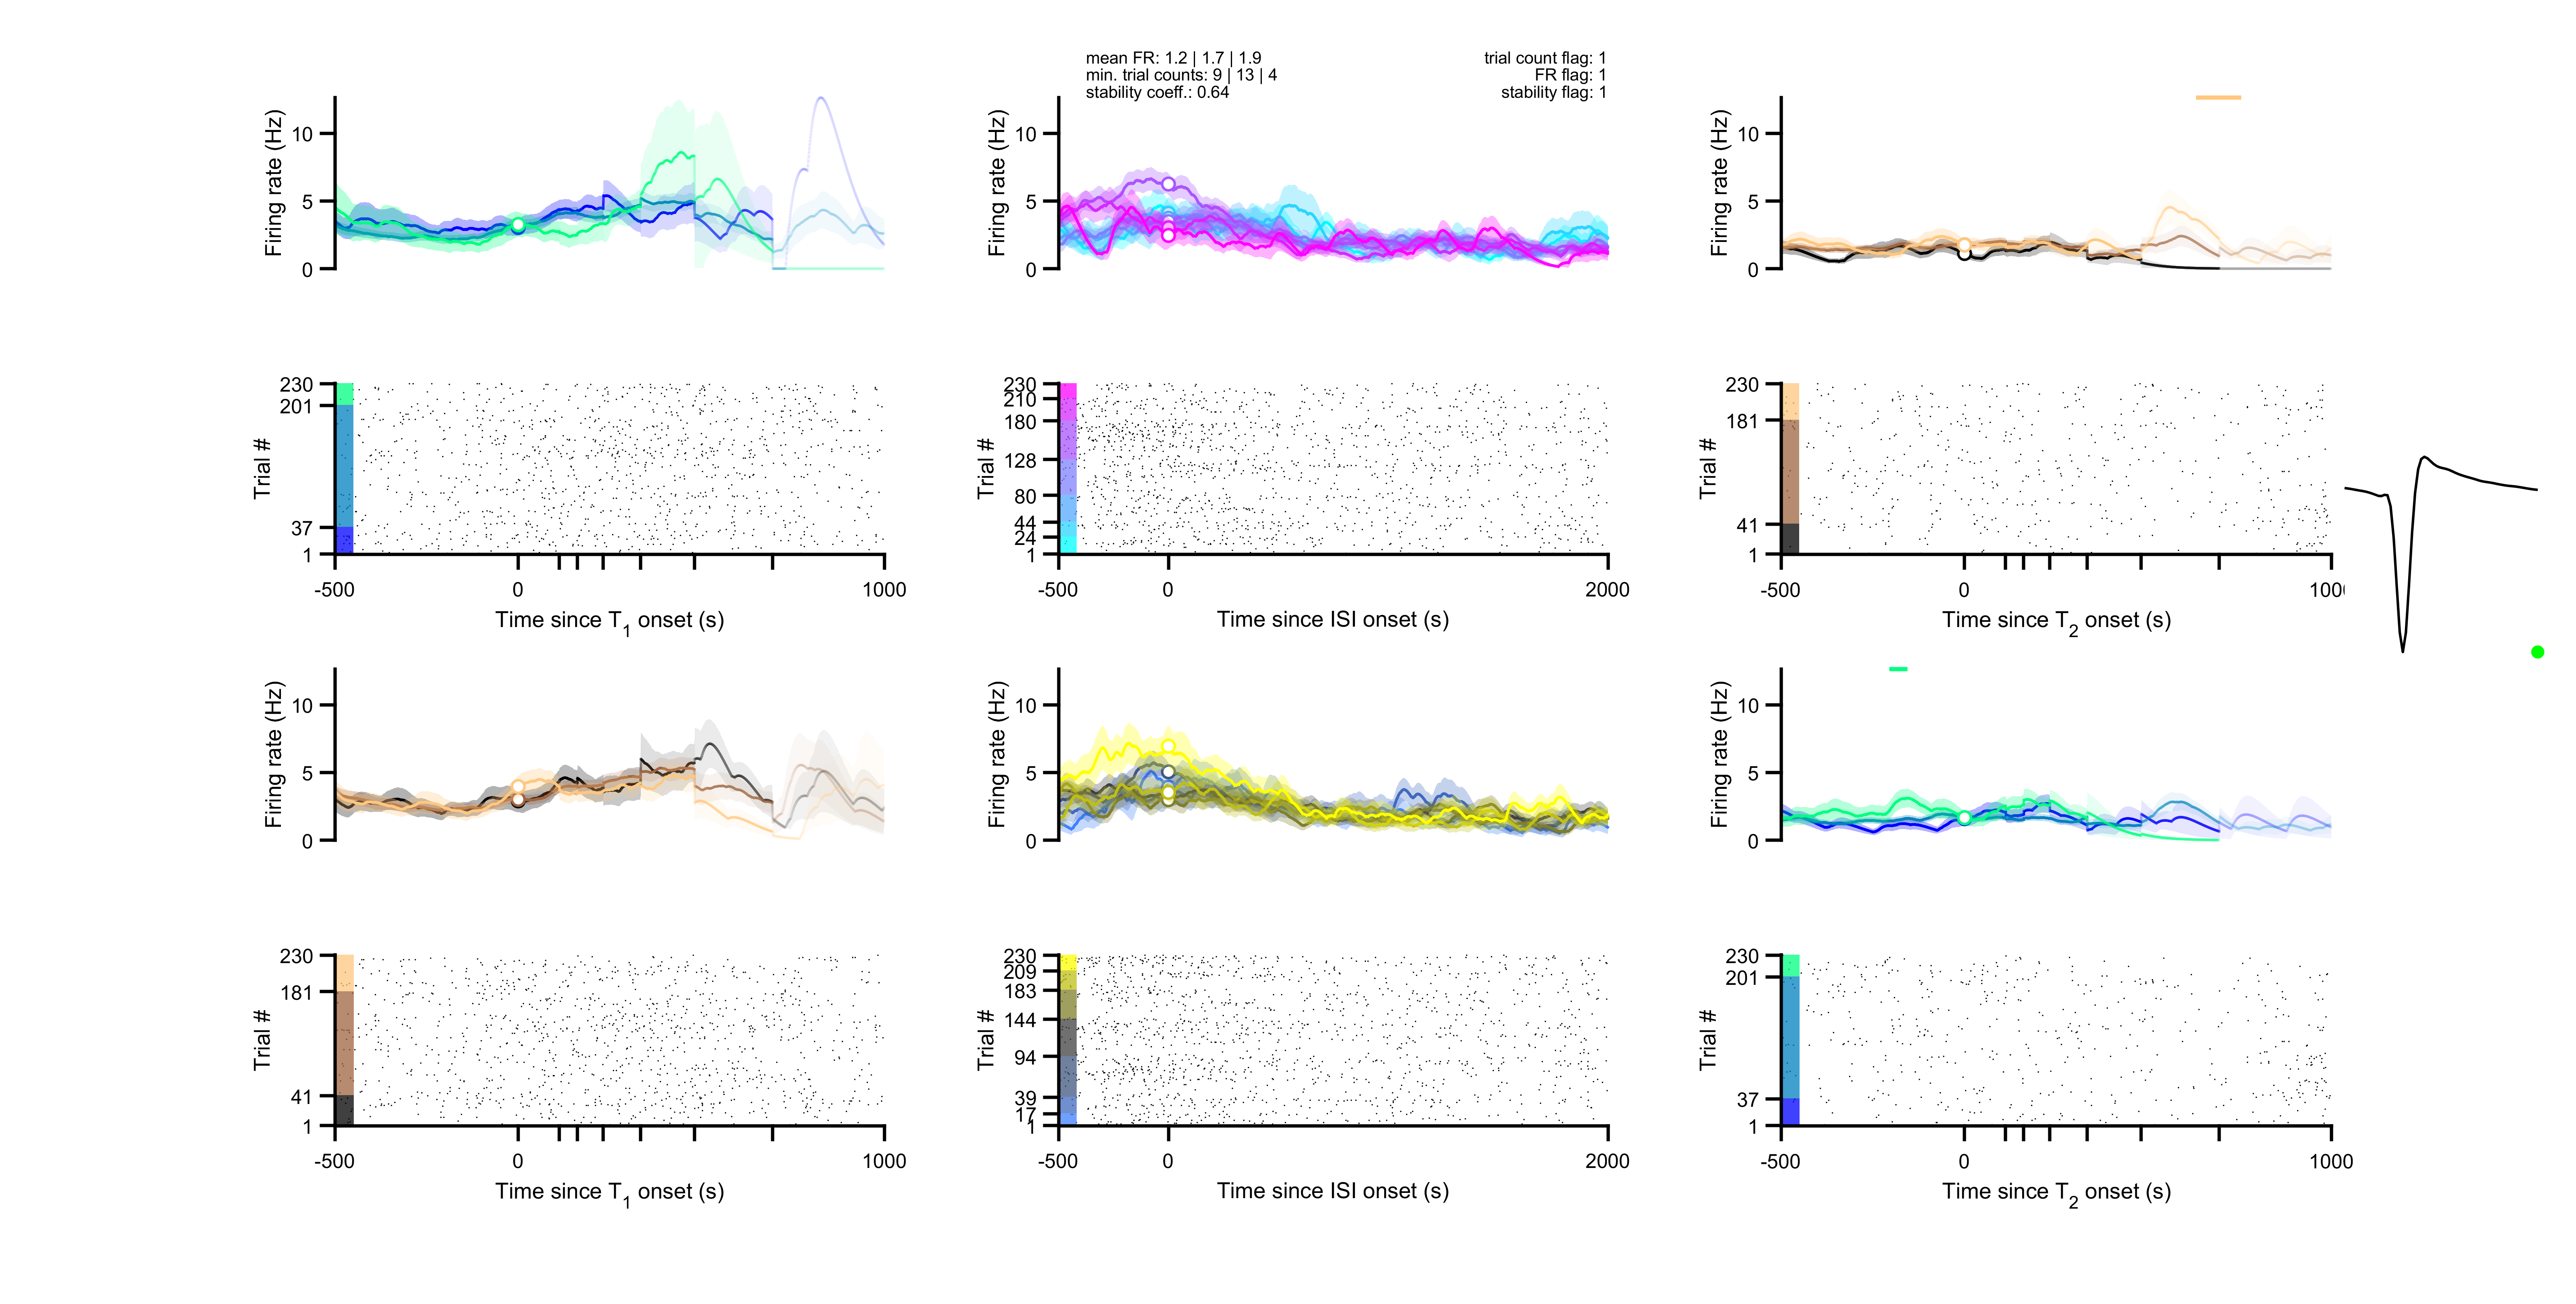 mean FR: 1.2 | 1.7 | 1.9
min. trial counts: 9 | 13 | 4
stability coeff.: 0.64
trial count flag: 1
FR flag: 1
stability flag: 1
Firing rate (Hz)
10
5
0
Firing rate (Hz)
10
5
0
Firing rate (Hz)
10
5
0
Trial #
230
201
37
1
-500
0
1000
Time since T1 onset (s)
Trial #
230
210
180
128
80
44
24
1
-500
0
2000
Time since ISI onset (s)
Trial #
230
181
41
1
-500
0
1000
Time since T2 onset (s)
Firing rate (Hz)
10
5
0
Firing rate (Hz)
10
5
0
Firing rate (Hz)
10
5
0
Trial #
230
181
41
1
-500
0
1000
Time since T1 onset (s)
Trial #
230
209
183
144
94
39
17
1
-500
0
2000
Time since ISI onset (s)
Trial #
230
201
37
1
-500
0
1000
Time since T2 onset (s)